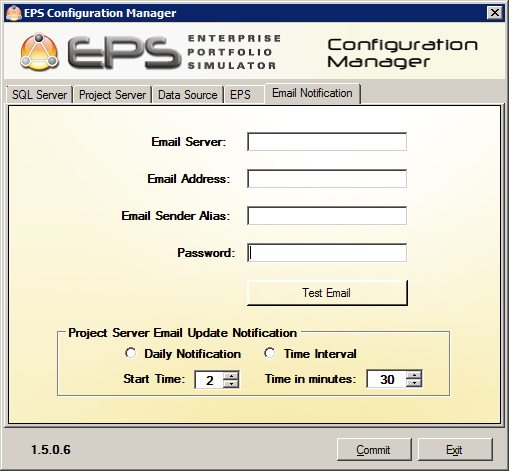 EPS Configuration Manager
EPS ENTERPRISE PORTFOLIO SIMULATOR
Configuration Manager
SQL Server Project Server Data Source EPS Email Notification
Email Server:
Email Address:
Email Sender Alias:
Password:
Test Email
Project Server Email Update Notification
Daily Notification Time Interval
Start Time: 2 Time in minutes: 30
1.5.0.6 Commit Exit